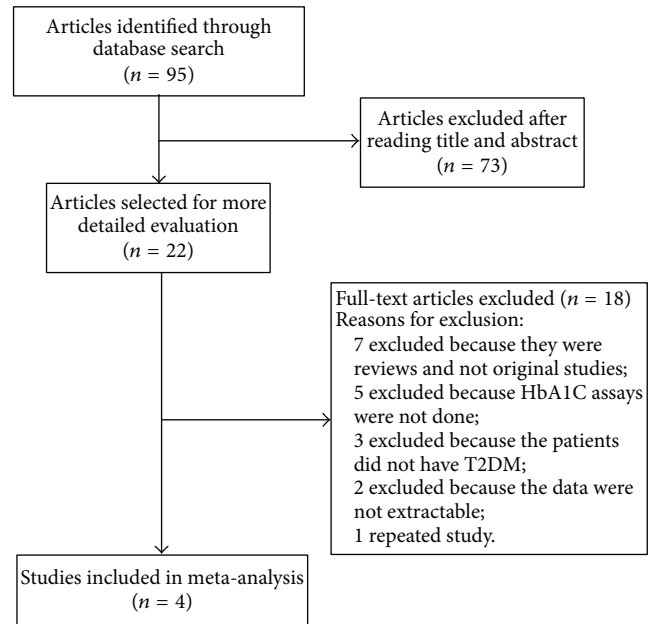 Articles identified through
database search
(n = 95)
Articles excluded after
reading title and abstract
(n = 73)
Articles selected for more
detailed evaluation
(n = 22)
Full-text articles excluded (n = 18)
Reasons for exclusion:
7 excluded because they were
reviews and not original studies;
5 excluded because HbA1C assays
were not done;
3 excluded because the patients
did not have T2DM;
2 excluded because the data were
not extractable;
1 repeated study.
Studies included in meta-analysis
(n = 4)